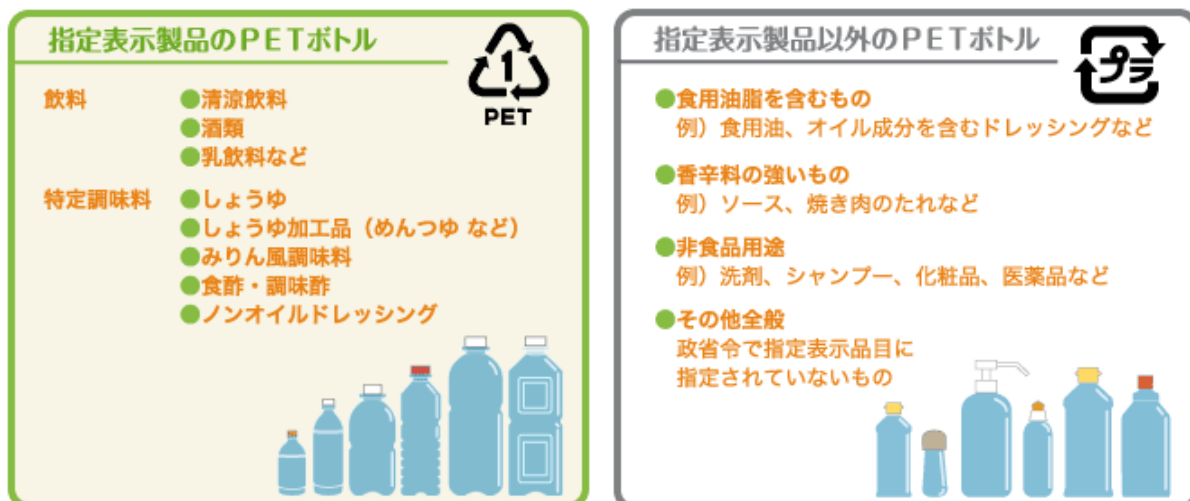 指定表示製品のPETボトル
1
PET
飲料 ●清涼飲料
●酒類
●乳飲料など
特定調味料 ●しょうゆ
●しょうゆ加工品（めんつゆ など）
●みりん風調味料
●食酢・調味酢
●ノンオイルドレッシング
指定表示製品以外のPETボトル
プラ
●食用油脂を含むもの
例）食用油、オイル成分を含むドレッシングなど
●香辛料の強いもの
例）ソース、焼き肉のたれなど
●非食品用途
例）洗剤、シャンプー、化粧品、医薬品など
●その他全般
政省令で指定表示品目に
指定されていないもの